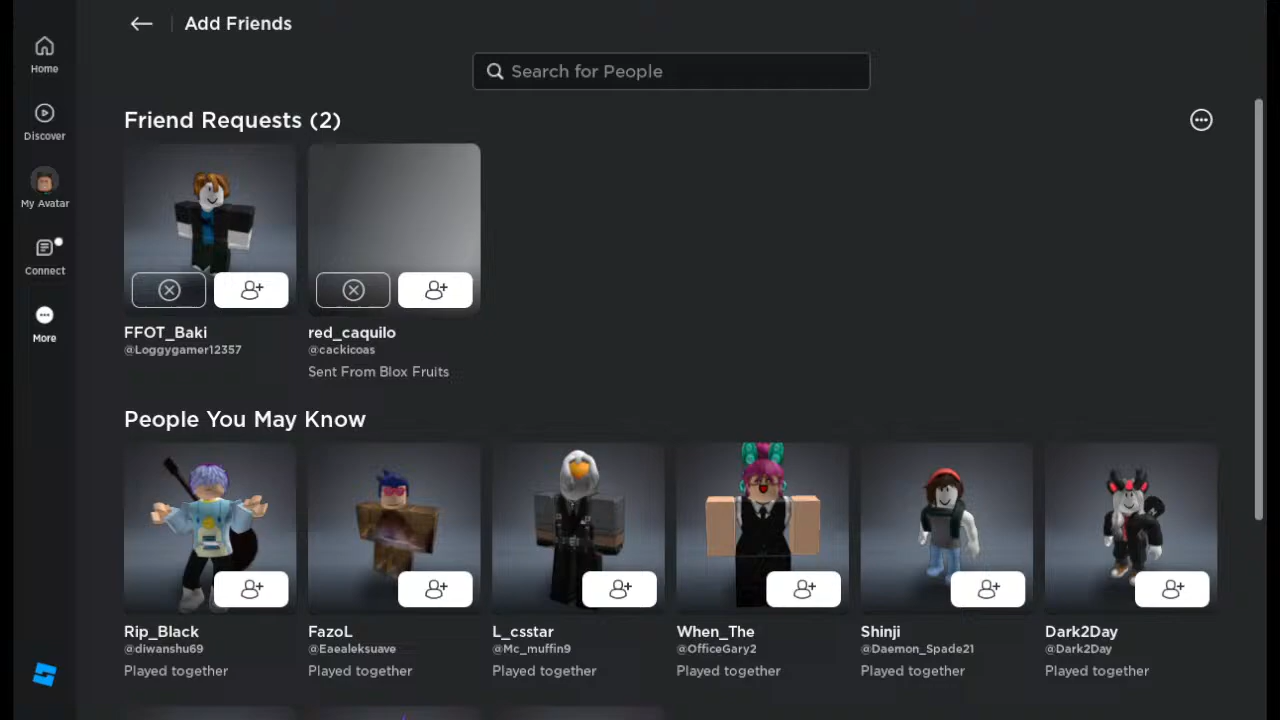 Add Friends
Home
Discover
My Avatar
Connect
More
Search for People
Friend Requests (2)
FFOT_Baki
@Loggygamer12357
red_caquilo
@cackicoas
Sent From Blox Fruits
People You May Know
Rip_Black
@diwanshu69
Played together
FazoL
@Eaealeksuave
Played together
L_csstar
@Mc_muffin9
Played together
When_The
@OfficeGary2
Played together
Shinji
@Daemon_Spade21
Played together
Dark2Day
@Dark2Day
Played together